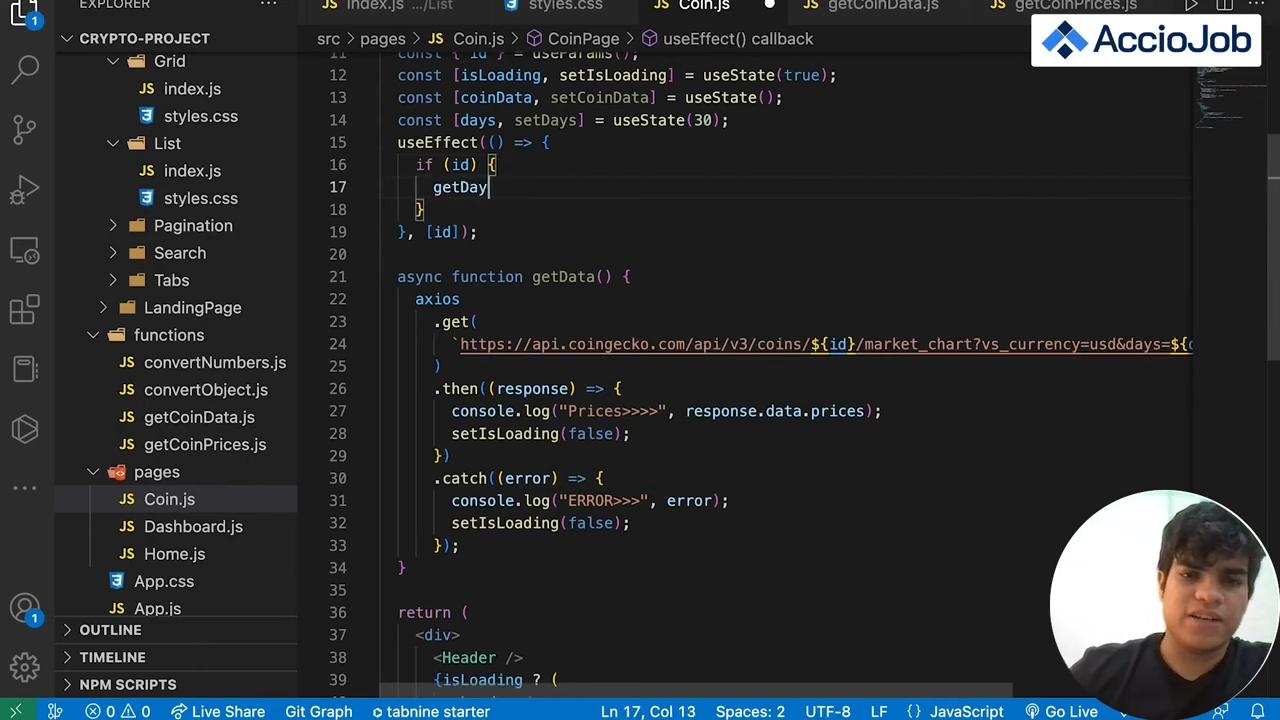 EXPLORER
index.js .../List
styles.css
Coin.js
getCoinData.js
getCoinPrices.js
AccioJob
CRYPTO-PROJECT
Grid
index.js
styles.css
List
index.js
styles.css
Pagination
Search
Tabs
LandingPage
functions
convertNumbers.js
convertObject.js
getCoinData.js
getCoinPrices.js
pages
Coin.js
Dashboard.js
Home.js
App.css
App.js
OUTLINE
TIMELINE
NPM SCRIPTS
src > pages > JS Coin.js > CoinPage > useEffect() callback
11 const { id } = useParams();
12 const [isLoading, setIsLoading] = useState(true);
13 const [coinData, setCoinData] = useState();
14 const [days, setDays] = useState(30);
15 useEffect(() => {
16 if (id) {
17 getDay
18 }
19 }, [id]);
20
21 async function getData() {
22 axios
23 .get(
24 `https://api.coingecko.com/api/v3/coins/${id}/market_chart?vs_currency=usd&days=${
25 )
26 .then((response) => {
27 console.log("Prices>>>>", response.data.prices);
28 setIsLoading(false);
29 })
30 .catch((error) => {
31 console.log("ERROR>>>", error);
32 setIsLoading(false);
33 });
34 }
35
36 return (
37 <div>
38 <Header />
39 {isLoading ? (
0 0 Live Share Git Graph tabnine starter Ln 17, Col 13 Spaces: 2 UTF-8 LF {} JavaScript Go Live